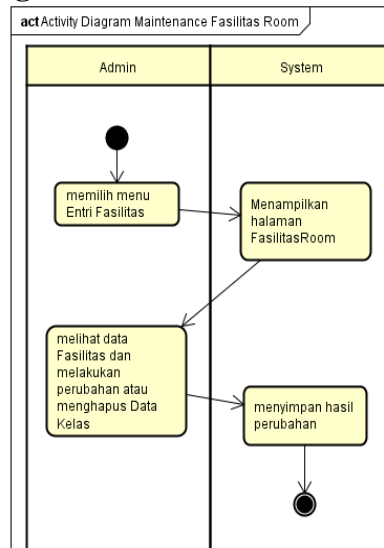 act Activity Diagram Maintenance Fasilitas Room
Admin
System
memilih menu
Entri Fasilitas
Menampilkan
halaman
FasilitasRoom
melihat data
Fasilitas dan
melakukan
perubahan atau
menghapus Data
Kelas
menyimpan hasil
perubahan